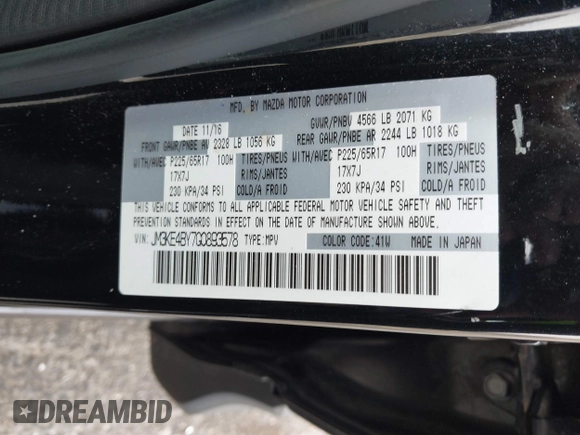 MFD. BY MAZDA MOTOR CORPORATION
DATE 11/16 GVWR/PNBV 4566 LB 2071 KG
FRONT GAWR/PNBE AV 2328 LB 1056 KG REAR GAWR/PNBE AR 2244 LB 1018 KG
WITH/AVEC P225/65R17 100H TIRES/PNEUS WITH/AVEC P225/65R17 100H TIRES/PNEUS
17X7J RIMS/JANTES 17X7J RIMS/JANTES
230 KPA/34 PSI COLD/A FROID 230 KPA/34 PSI COLD/A FROID
THIS VEHICLE CONFORMS TO ALL APPLICABLE FEDERAL MOTOR VEHICLE SAFETY AND THEFT
PREVENTION STANDARDS IN EFFECT ON THE DATE OF MANUFACTURE SHOWN ABOVE.
VIN: JM3KE4BY7G0893578 TYPE:MPV COLOR CODE:41W MADE IN JAPAN
DREAMBID